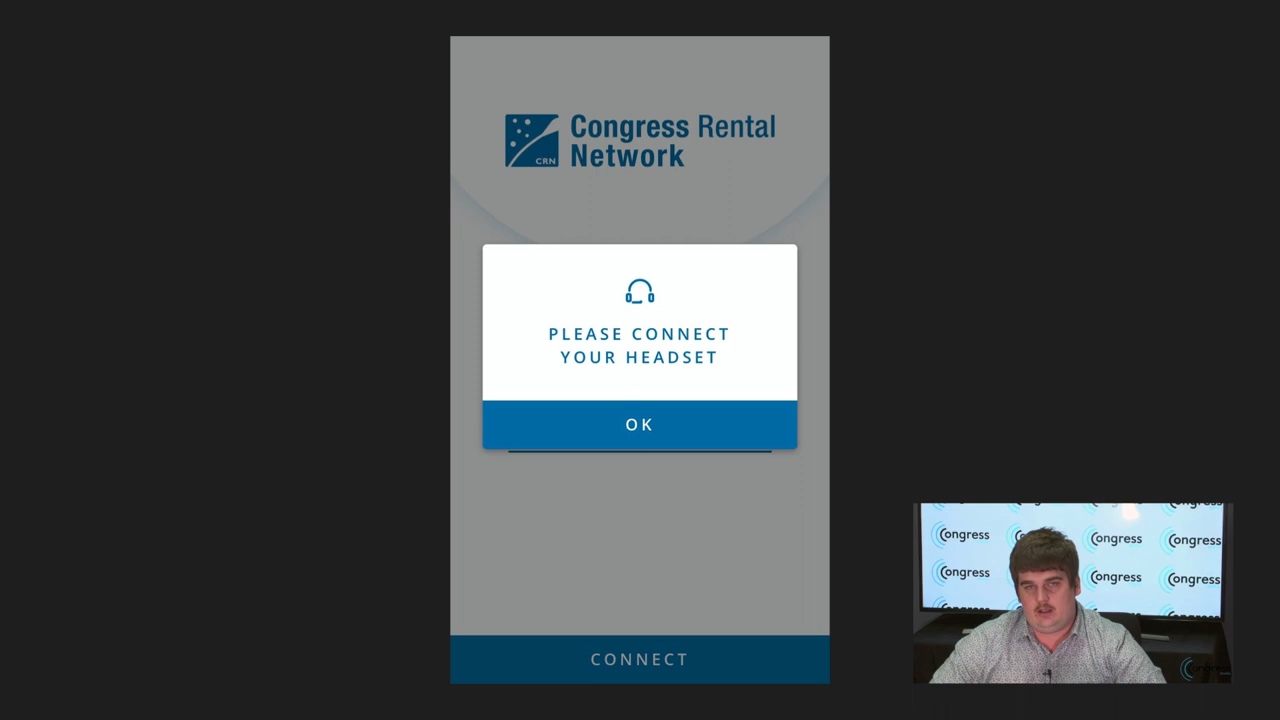 Congress Rental
Network
CRN
PLEASE CONNECT
YOUR HEADSET
OK
CONNECT
Congress
Congress
Congress
Congress
Congress
Congress
Congress